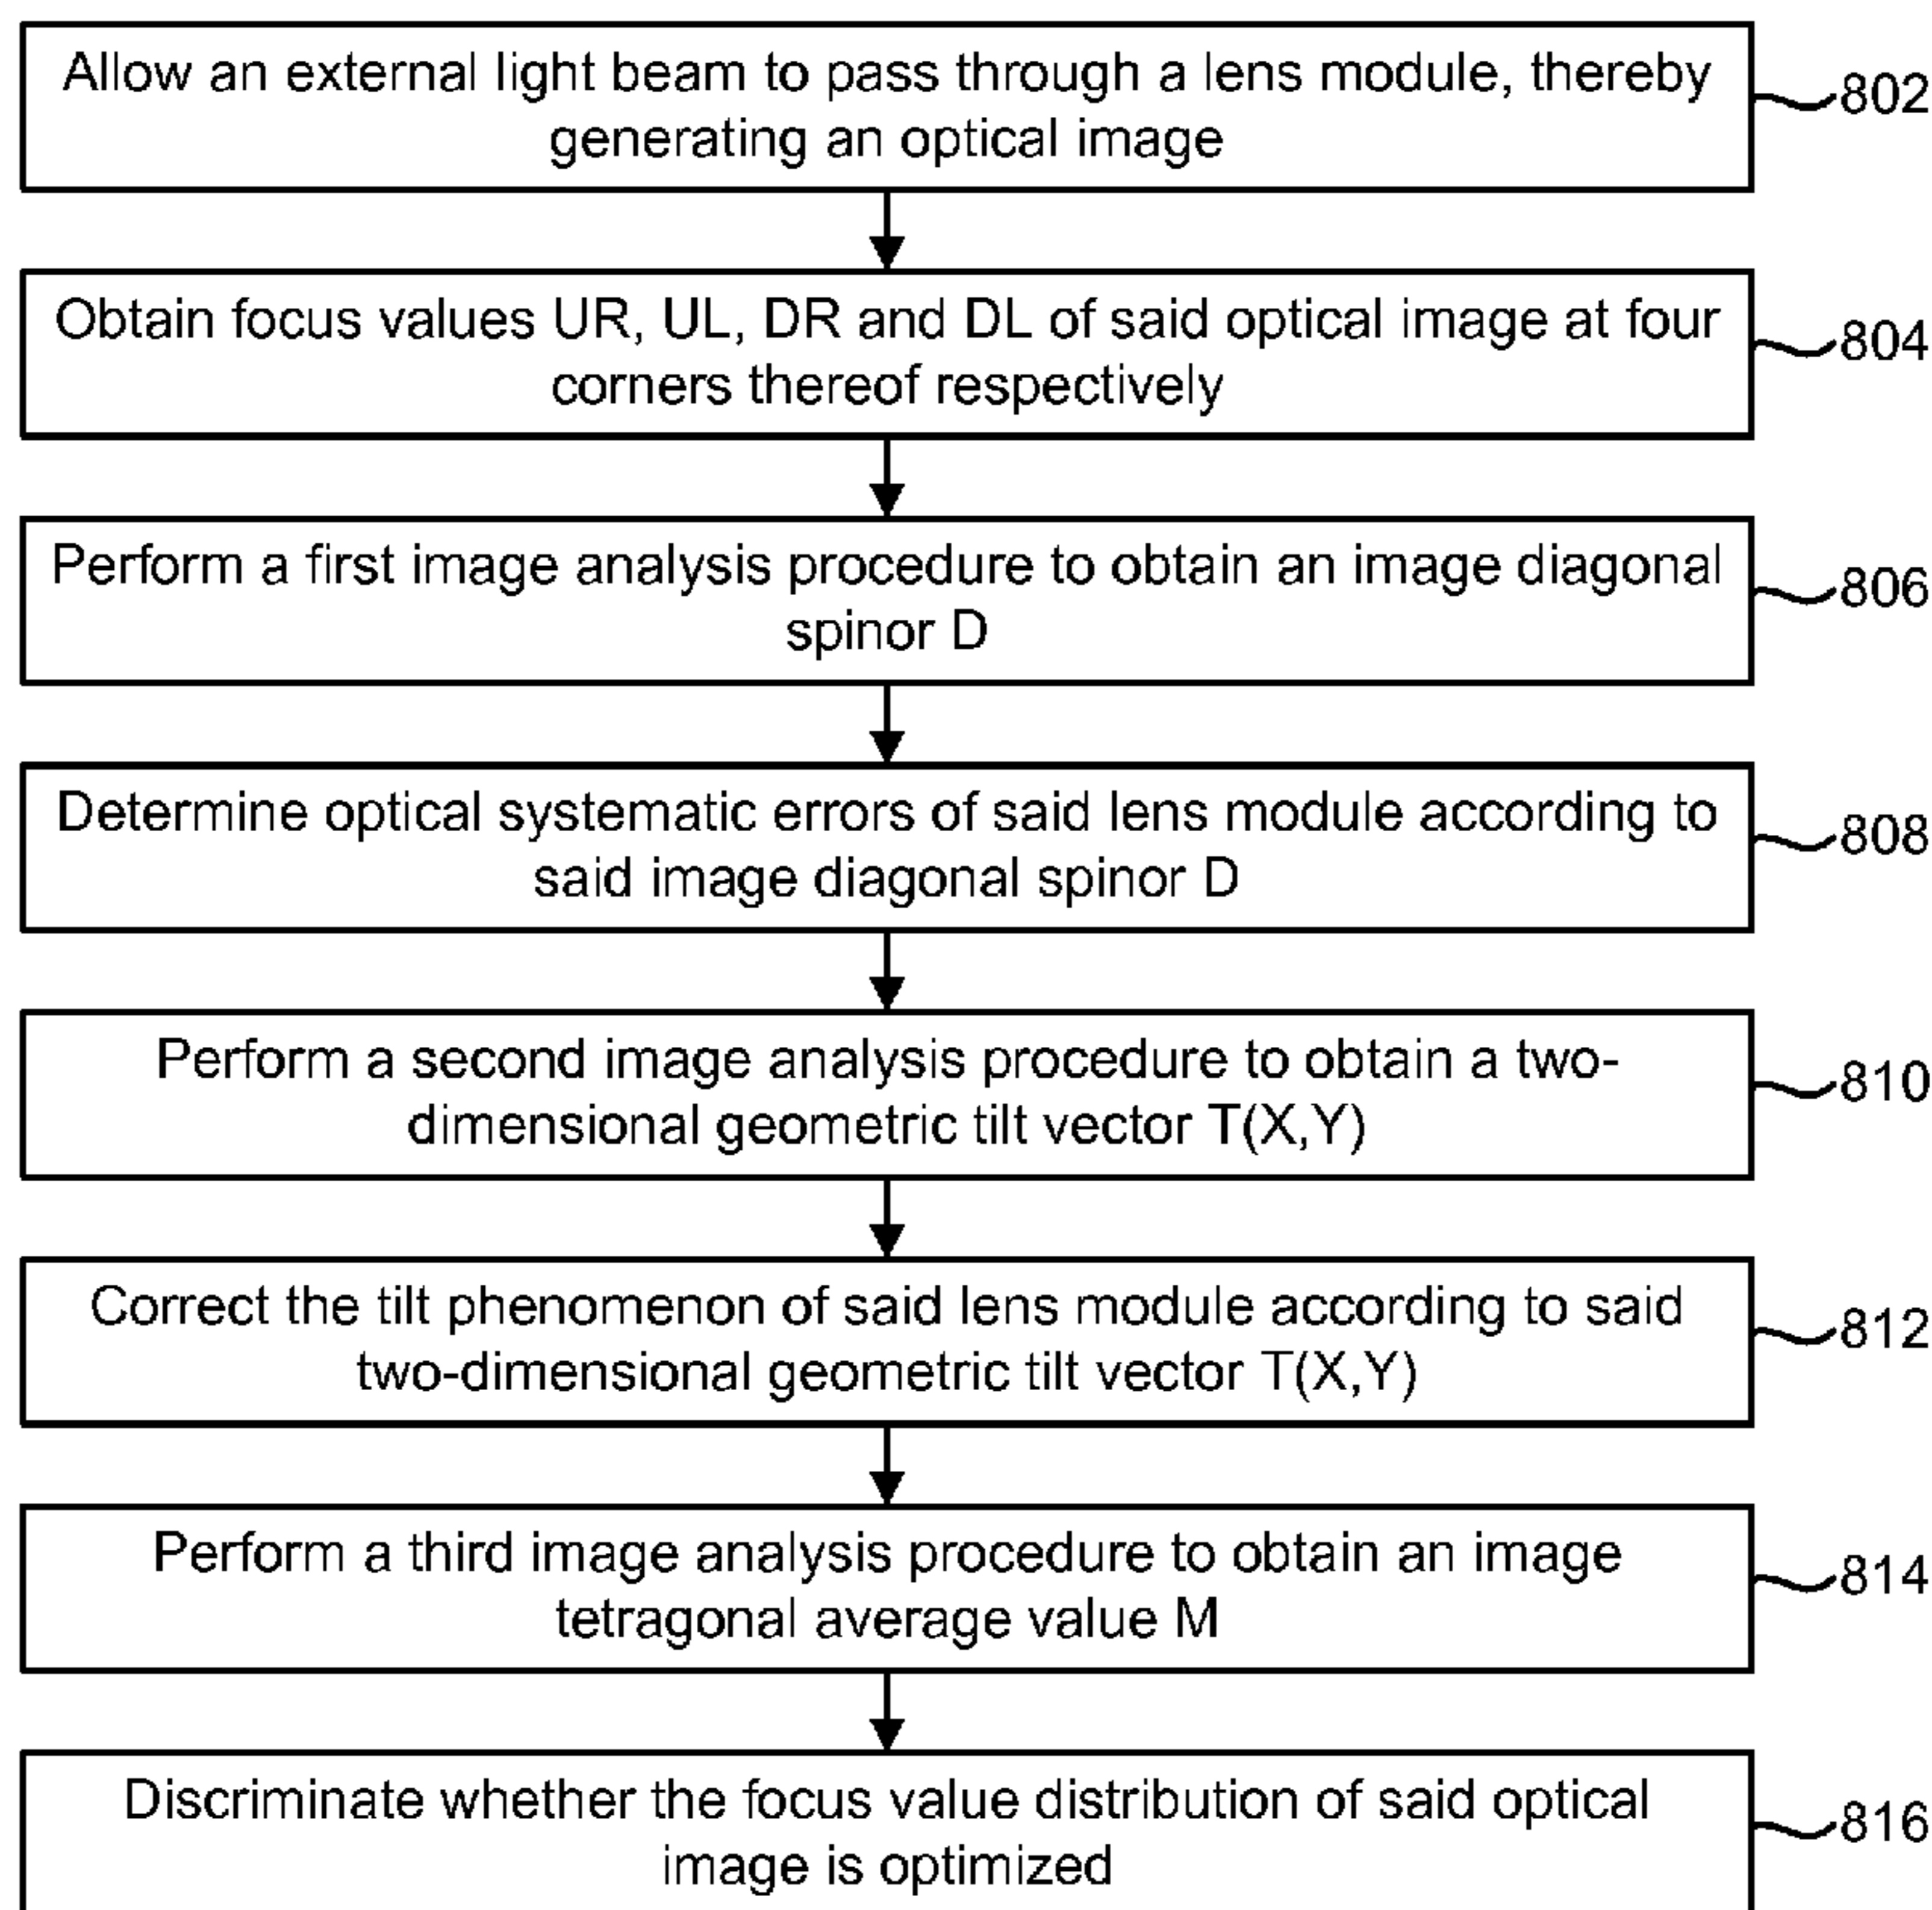 Allow an external light beam to pass through a lens module, thereby
generating an optical image
802
Obtain focus values UR, UL, DR and DL of said optical image at four
corners thereof respectively
804
Perform a first image analysis procedure to obtain an image diagonal
spinor D
806
Determine optical systematic errors of said lens module according to
said image diagonal spinor D
808
Perform a second image analysis procedure to obtain a two-
dimensional geometric tilt vector T(X,Y)
810
Correct the tilt phenomenon of said lens module according to said
two-dimensional geometric tilt vector T(X,Y)
812
Perform a third image analysis procedure to obtain an image
tetragonal average value M
814
Discriminate whether the focus value distribution of said optical
image is optimized
816